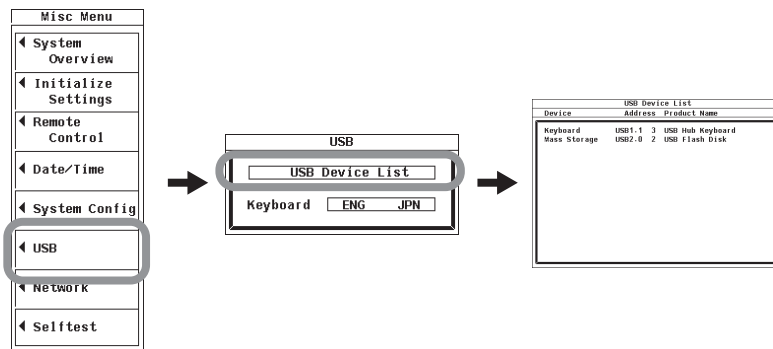 Misc Menu
System
Overview
Initialize
Settings
Remote
Control
Date/Time
System Config
USB
Network
Selftest
USB
USB Device List
Keyboard ENG JPN
USB Device List
Device Address Product Name
Keyboard USB1.1 3 USB Hub Keyboard
Mass Storage USB2.0 2 USB Flash Disk